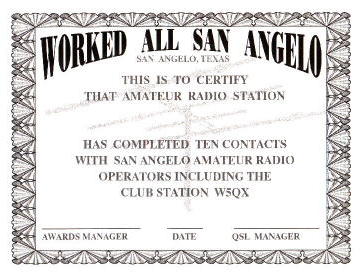 WORKED ALL SAN ANGELO
SAN ANGELO, TEXAS
THIS IS TO CERTIFY
THAT AMATEUR RADIO STATION
HAS COMPLETED TEN CONTACTS
WITH SAN ANGELO AMATEUR RADIO
OPERATORS INCLUDING THE
CLUB STATION W5QX
AWARDS MANAGER DATE QSL MANAGER